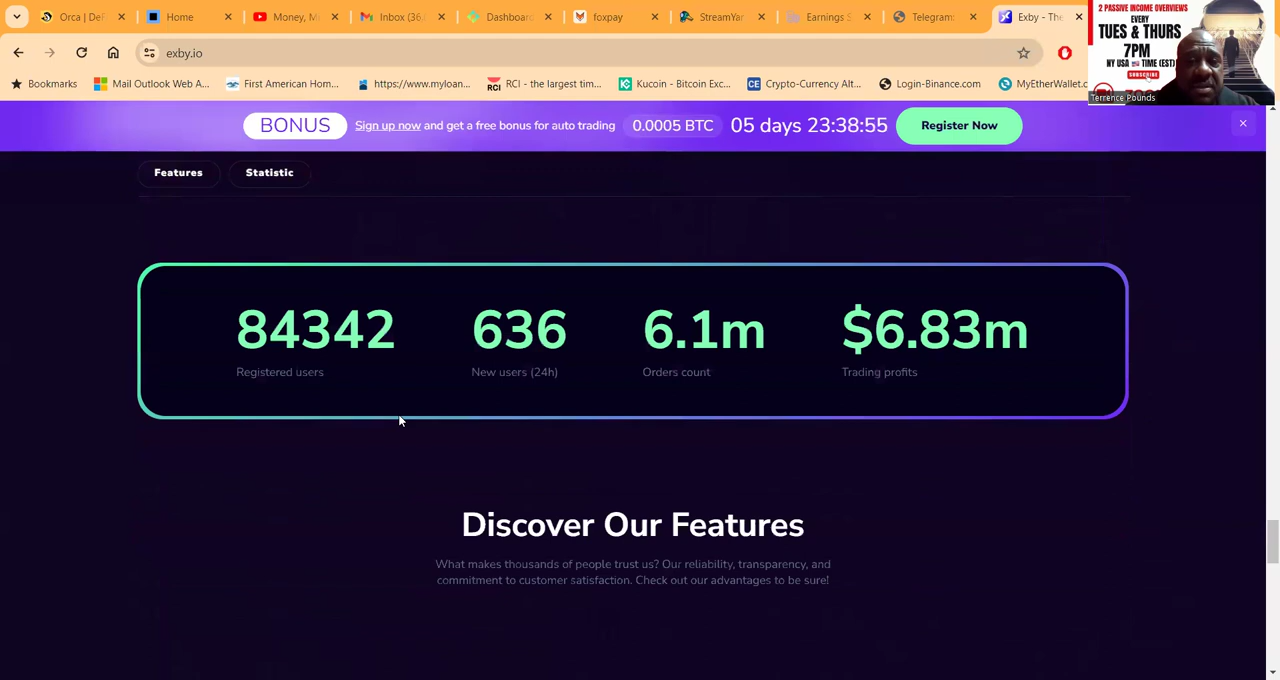 Orca | DeF
Home
Money, M
Inbox (36,
Dashboard
foxpay
StreamYar
Earnings S
Telegram
Exby - The
exby.io
Bookmarks
Mail Outlook Web A...
First American Hom...
https://www.myloan...
RCI - the largest tim...
Kucoin - Bitcoin Exc...
Crypto-Currency Alt...
Login-Binance.com
MyEtherWallet.c
2 PASSIVE INCOME OVERVIEWS
EVERY
TUES & THURS
7PM
NY USA TIME (EST)
SUBSCRIBE
Terrence Pounds
BONUS
Sign up now and get a free bonus for auto trading
0.0005 BTC
05 days 23:38:55
Register Now
Features
Statistic
84342
636
6.1m
$6.83m
Registered users
New users (24h)
Orders count
Trading profits
Discover Our Features
What makes thousands of people trust us? Our reliability, transparency, and
commitment to customer satisfaction. Check out our advantages to be sure!